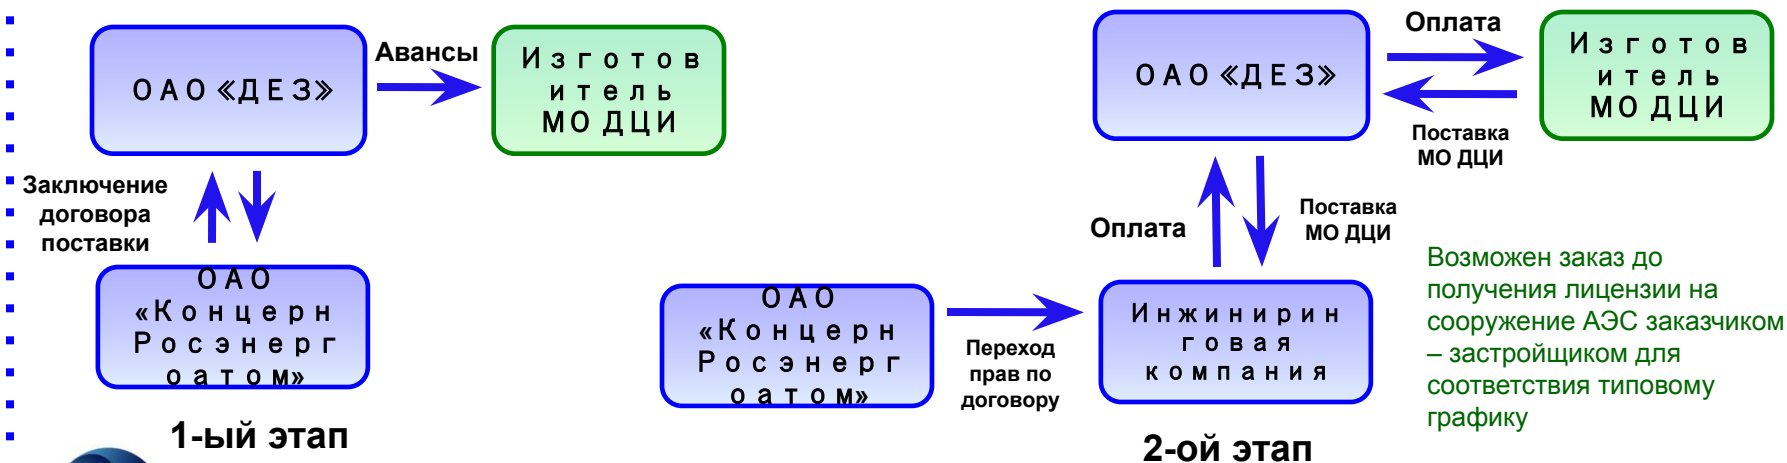 ОАО «ДЕЗ»
Авансы
Изготов
итель
МО ДЦИ
Заключение
договора
поставки
ОАО
«Концерн
Росэнерг
оатом»
1-ый этап
ОАО «ДЕЗ»
Оплата
Изготов
итель
МО ДЦИ
Поставка
МО ДЦИ
Оплата
Поставка
МО ДЦИ
ОАО
«Концерн
Росэнерг
оатом»
Переход
прав по
договору
Инжинирин
говая
компания
2-ой этап
Возможен заказ до
получения лицензии на
сооружение АЭС заказчиком
– застройщиком для
соответствия типовому
графику